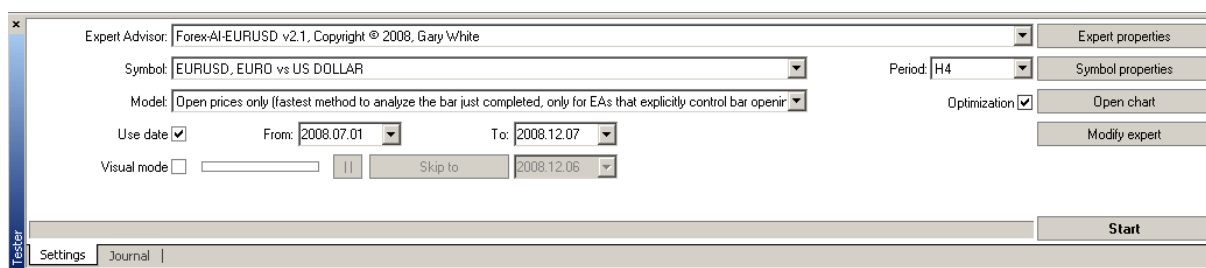 Expert Advisor: Forex-AI-EURUSD v2.1, Copyright © 2008, Gary White Expert properties
Symbol: EURUSD, EURO vs US DOLLAR Period: H4 Symbol properties
Model: Open prices only (fastest method to analyze the bar just completed, only for EAs that explicitly control bar openin Optimization Open chart
Use date From: 2008.07.01 To: 2008.12.07 Modify expert
Visual mode Skip to 2008.12.06
Start
Tester
Settings Journal